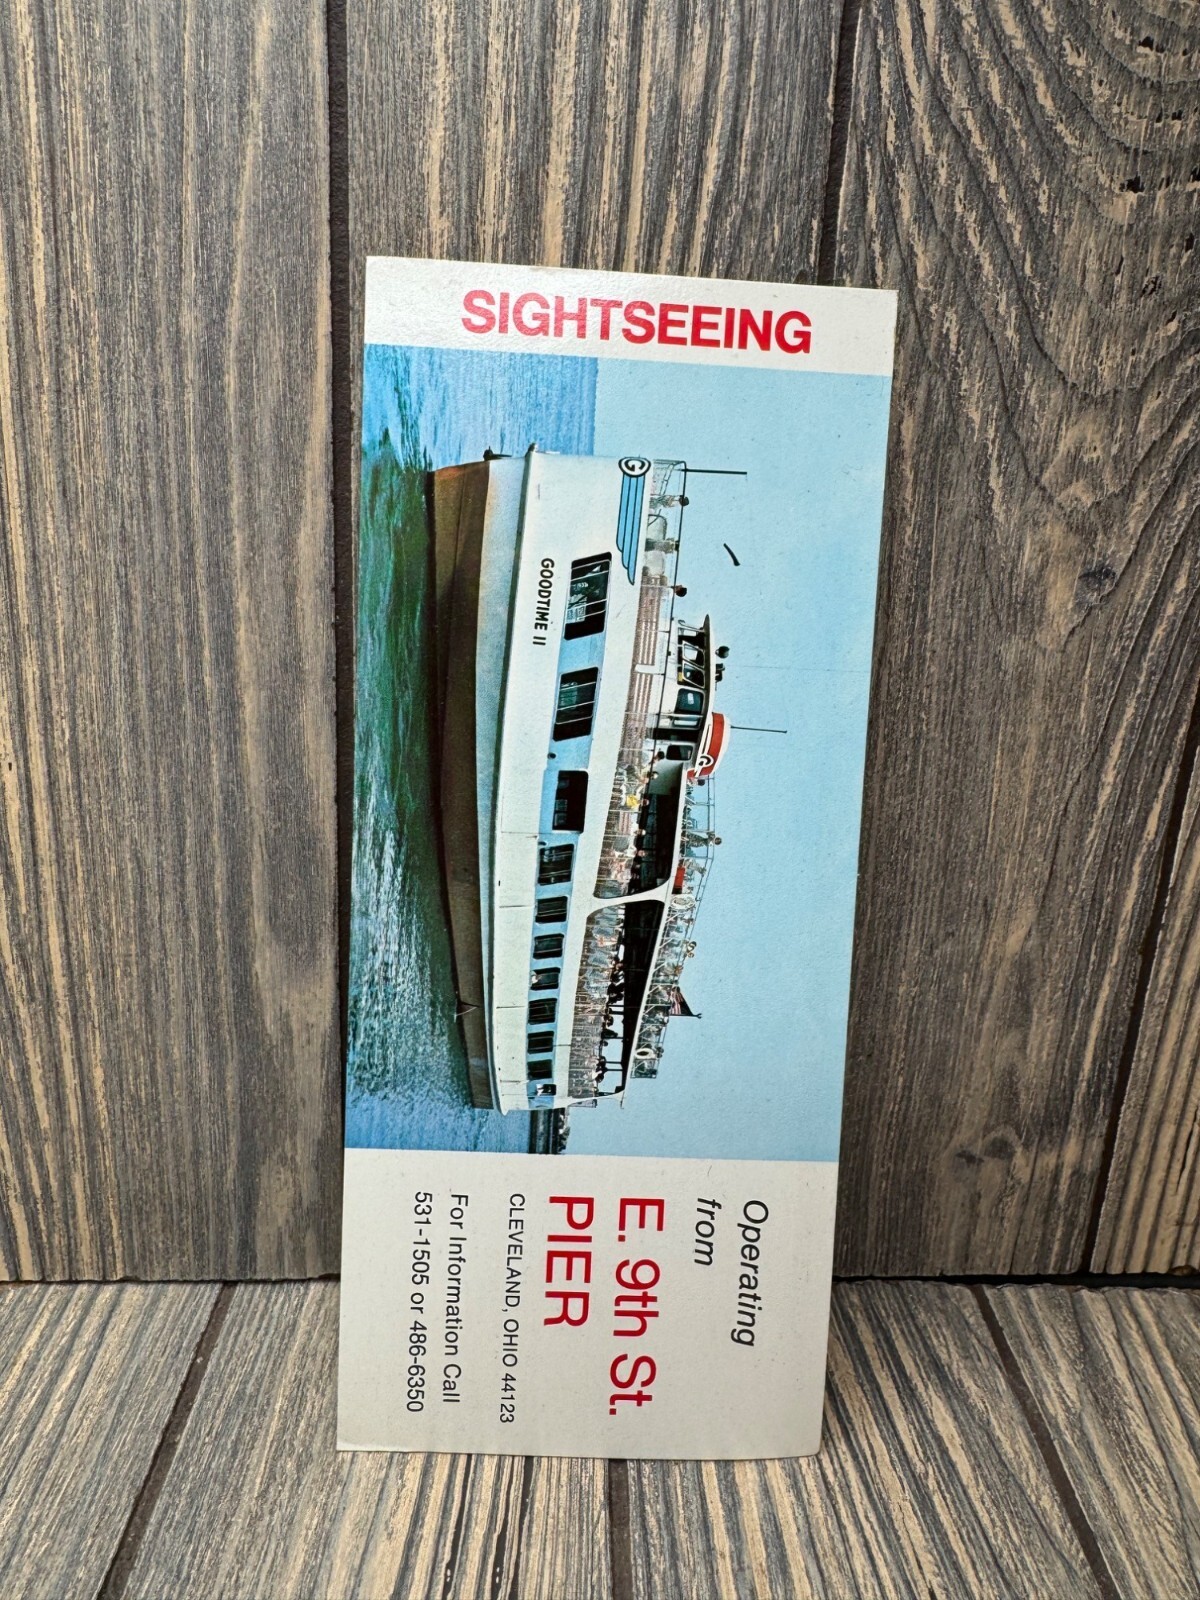 SIGHTSEEING
G
GOODTIME II
G
Operating
from
E. 9th St.
PIER
CLEVELAND, OHIO 44123
For Information Call
531-1505 or 486-6350